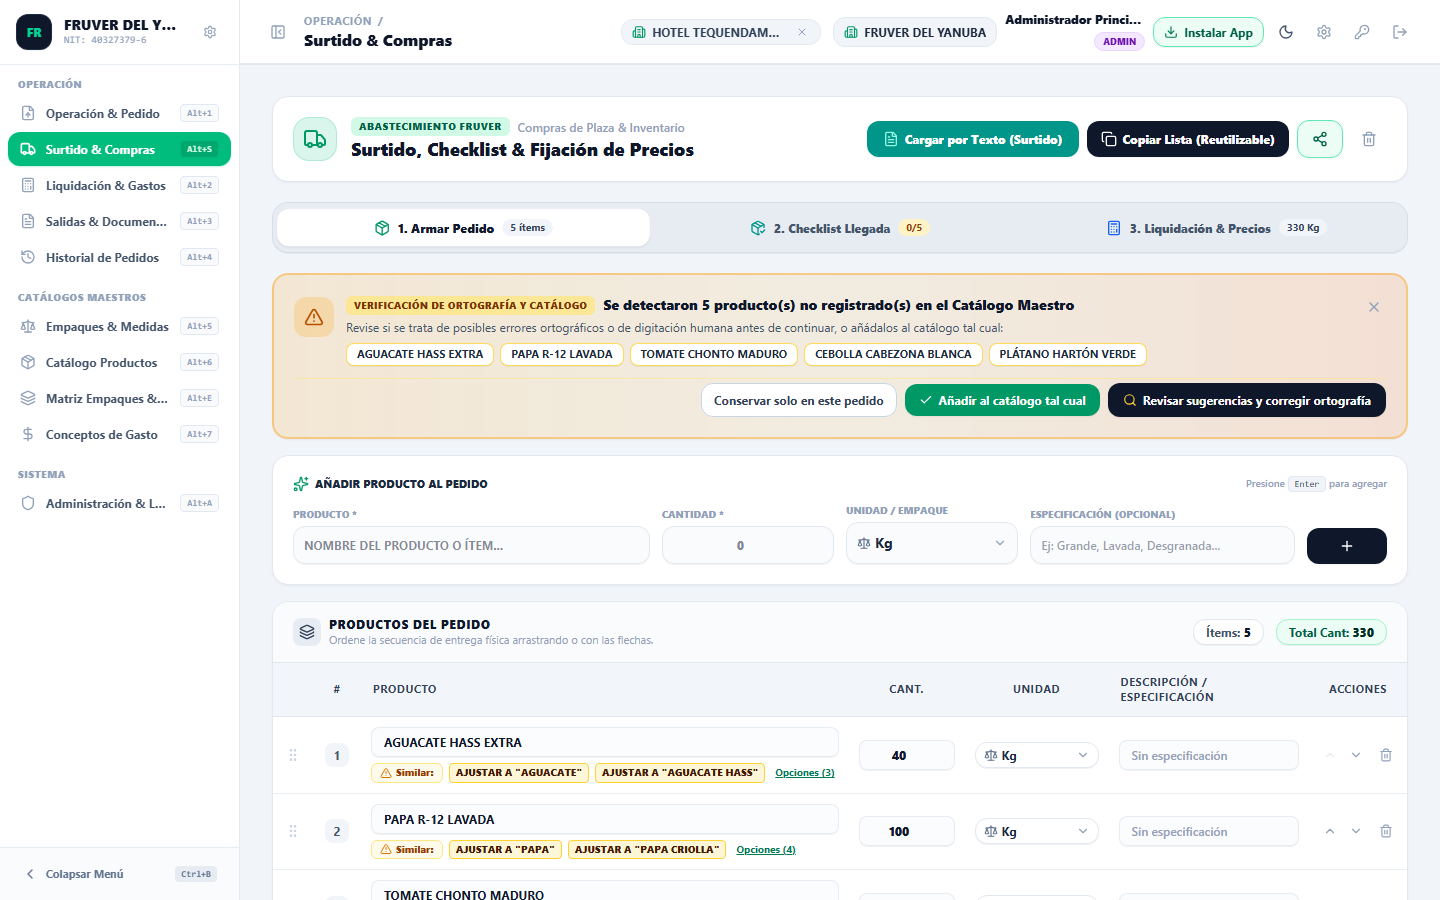 FR
FRUVER DEL Y...
NIT: 40327379-6
OPERACIÓN
Operación & Pedido Alt+1
Surtido & Compras Alt+S
Liquidación & Gastos Alt+2
Salidas & Documen... Alt+3
Historial de Pedidos Alt+4
CATÁLOGOS MAESTROS
Empaques & Medidas Alt+5
Catálogo Productos Alt+6
Matriz Empaques &... Alt+E
Conceptos de Gasto Alt+7
SISTEMA
Administración & L... Alt+A
Colapsar Menú Ctrl+B
OPERACIÓN /
Surtido & Compras
HOTEL TEQUENDAM...
FRUVER DEL YANUBA
Administrador Princi...
ADMIN
Instalar App
ABASTECIMIENTO FRUVER Compras de Plaza & Inventario
Surtido, Checklist & Fijación de Precios
Cargar por Texto (Surtido)
Copiar Lista (Reutilizable)
1. Armar Pedido 5 ítems
2. Checklist Llegada 0/5
3. Liquidación & Precios 330 Kg
VERIFICACIÓN DE ORTOGRAFÍA Y CATÁLOGO Se detectaron 5 producto(s) no registrado(s) en el Catálogo Maestro
Revise si se trata de posibles errores ortográficos o de digitación humana antes de continuar, o añádalos al catálogo tal cual:
AGUACATE HASS EXTRA PAPA R-12 LAVADA TOMATE CHONTO MADURO CEBOLLA CABEZONA BLANCA PLÁTANO HARTÓN VERDE
Conservar solo en este pedido Añadir al catálogo tal cual Revisar sugerencias y corregir ortografía
AÑADIR PRODUCTO AL PEDIDO
Presione Enter para agregar
PRODUCTO * CANTIDAD * UNIDAD / EMPAQUE ESPECIFICACIÓN (OPCIONAL)
NOMBRE DEL PRODUCTO O ÍTEM... 0 Kg Ej: Grande, Lavada, Desgranada... +
PRODUCTOS DEL PEDIDO
Ordene la secuencia de entrega física arrastrando o con las flechas.
Ítems: 5 Total Cant: 330
# PRODUCTO CANT. UNIDAD DESCRIPCIÓN / ESPECIFICACIÓN ACCIONES
1 AGUACATE HASS EXTRA 40 Kg Sin especificación
Similar: AJUSTAR A "AGUACATE" AJUSTAR A "AGUACATE HASS" Opciones (3)
2 PAPA R-12 LAVADA 100 Kg Sin especificación
Similar: AJUSTAR A "PAPA" AJUSTAR A "PAPA CRIOLLA" Opciones (4)
TOMATE CHONTO MADURO